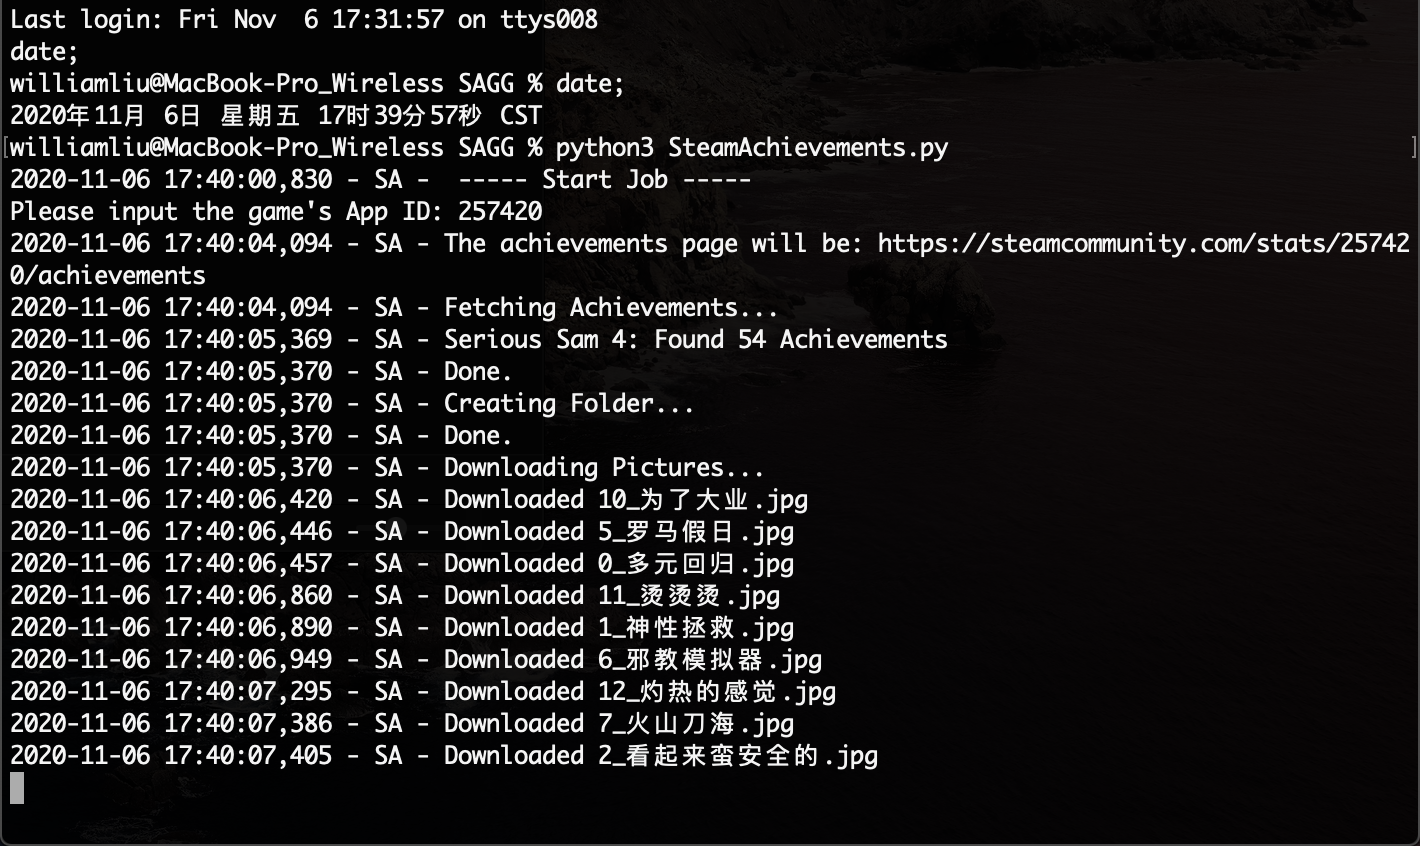 Last login: Fri Nov  6 17:31:57 on ttys008
date;
williamliu@MacBook-Pro_Wireless SAGG % date;
2020年11月 6日 星期五 17时39分57秒 CST
[williamliu@MacBook-Pro_Wireless SAGG % python3 SteamAchievements.py ]
2020-11-06 17:40:00,830 - SA -  ----- Start Job -----
Please input the game's App ID: 257420
2020-11-06 17:40:04,094 - SA - The achievements page will be: https://steamcommunity.com/stats/25742
0/achievements
2020-11-06 17:40:04,094 - SA - Fetching Achievements...
2020-11-06 17:40:05,369 - SA - Serious Sam 4: Found 54 Achievements
2020-11-06 17:40:05,370 - SA - Done.
2020-11-06 17:40:05,370 - SA - Creating Folder...
2020-11-06 17:40:05,370 - SA - Done.
2020-11-06 17:40:05,370 - SA - Downloading Pictures...
2020-11-06 17:40:06,420 - SA - Downloaded 10_为了大业.jpg
2020-11-06 17:40:06,446 - SA - Downloaded 5_罗马假日.jpg
2020-11-06 17:40:06,457 - SA - Downloaded 0_多元回归.jpg
2020-11-06 17:40:06,860 - SA - Downloaded 11_烫烫烫.jpg
2020-11-06 17:40:06,890 - SA - Downloaded 1_神性拯救.jpg
2020-11-06 17:40:06,949 - SA - Downloaded 6_邪教模拟器.jpg
2020-11-06 17:40:07,295 - SA - Downloaded 12_灼热的感觉.jpg
2020-11-06 17:40:07,386 - SA - Downloaded 7_火山刀海.jpg
2020-11-06 17:40:07,405 - SA - Downloaded 2_看起来蛮安全的.jpg